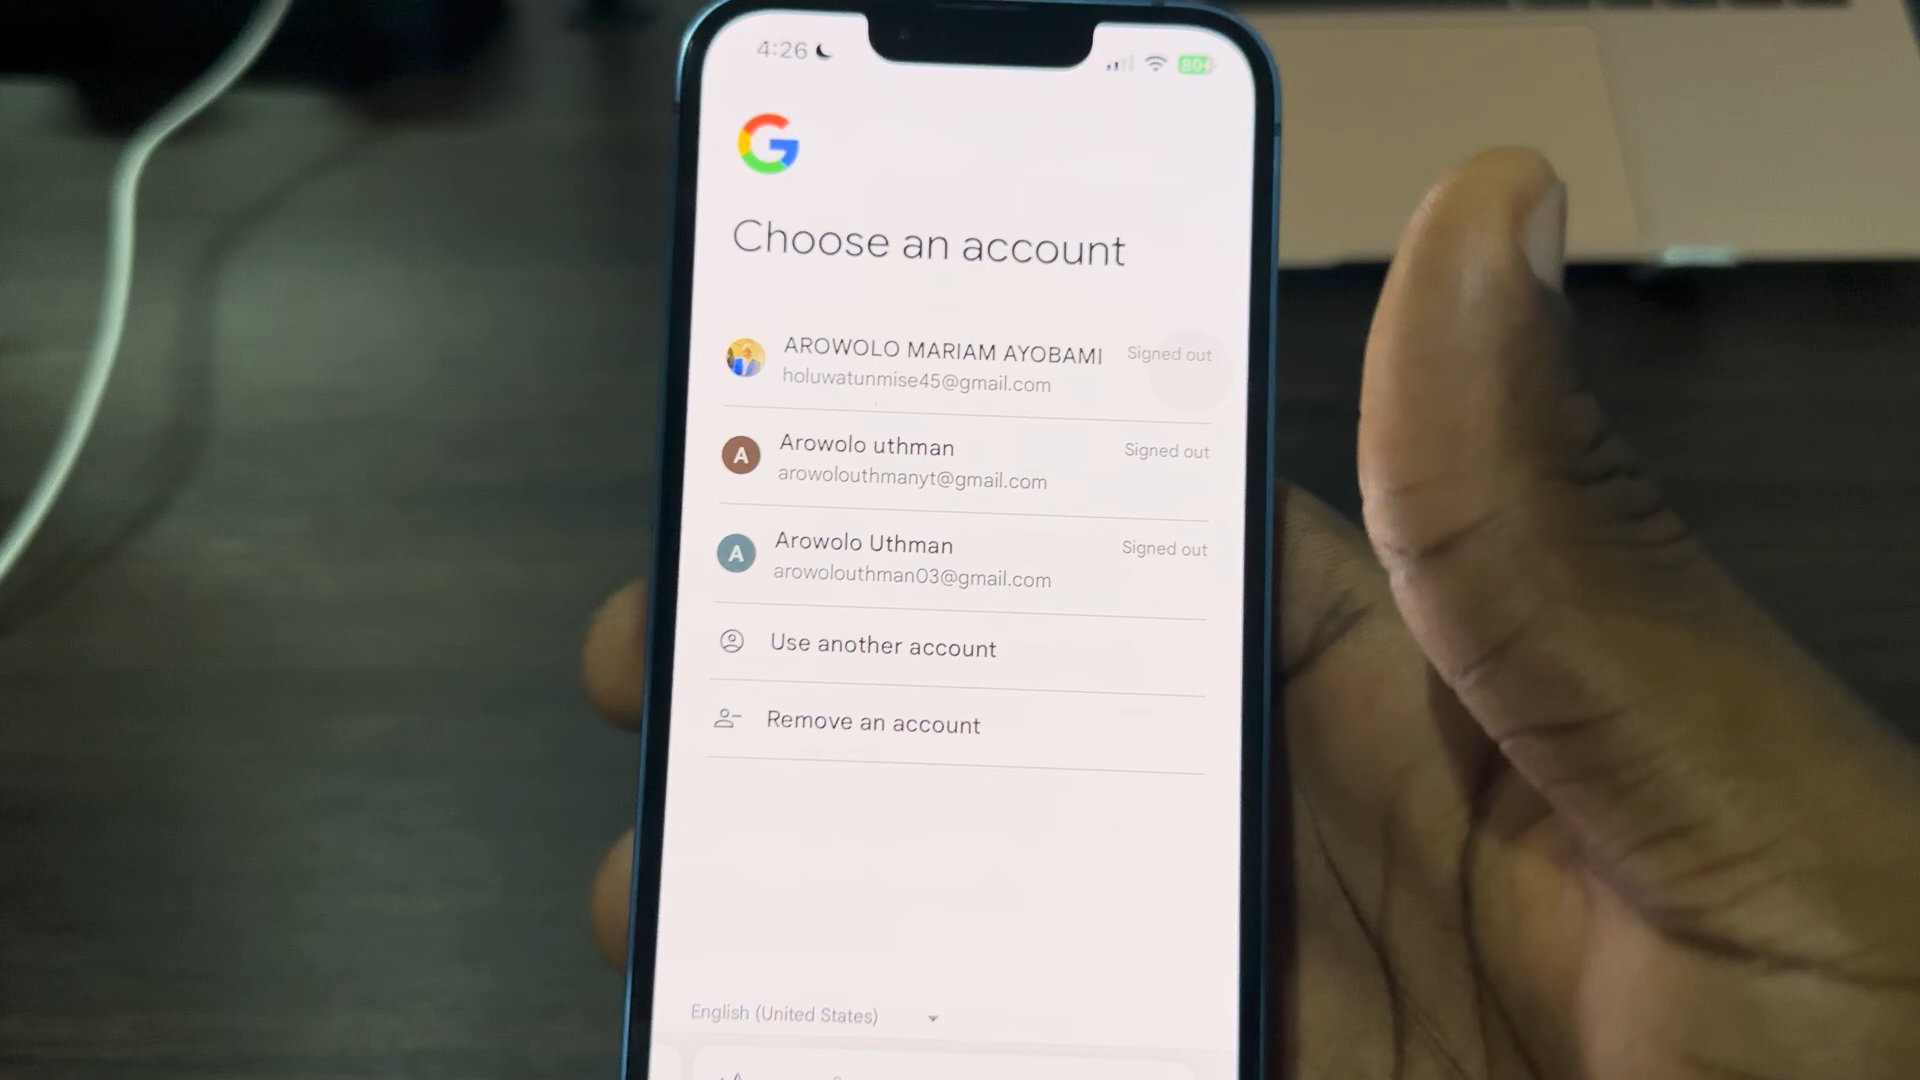 4:26
80
Choose an account
AROWOLO MARIAM AYOBAMI
Signed out
holuwatunmise45@gmail.com
A
Arowolo uthman
Signed out
arowolouthmanyt@gmail.com
A
Arowolo Uthman
Signed out
arowolouthman03@gmail.com
Use another account
Remove an account
English (United States)